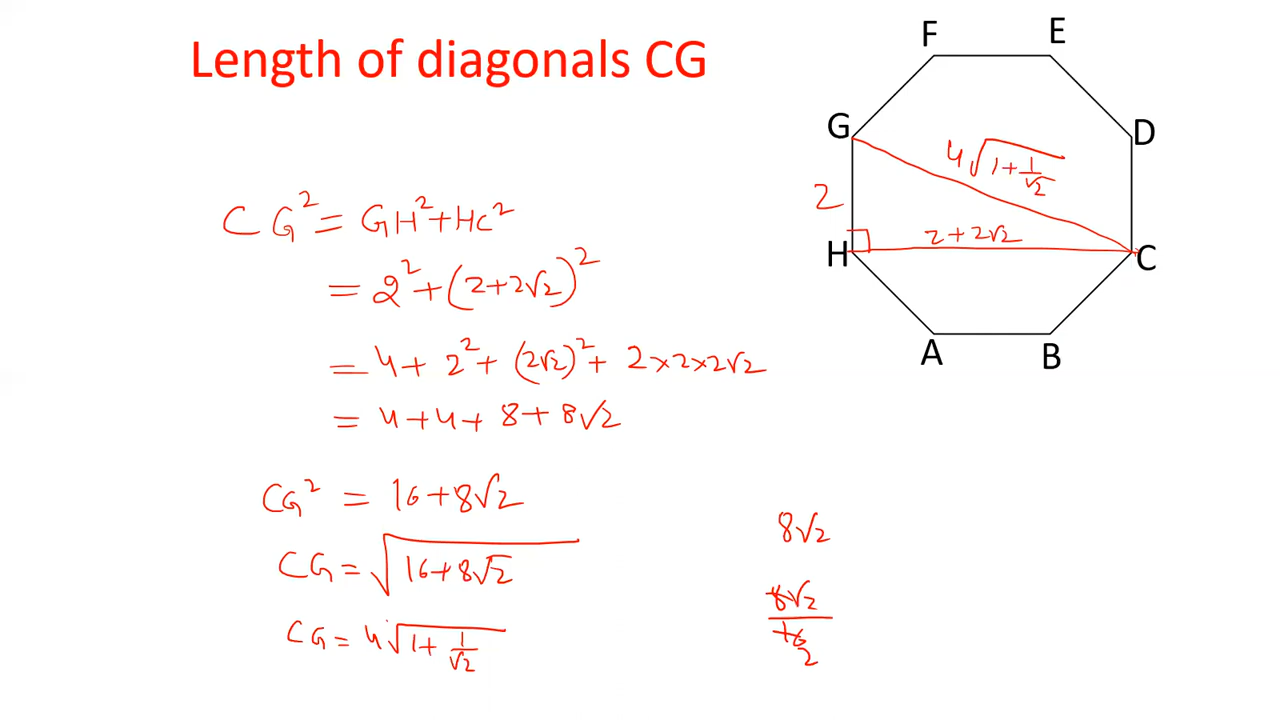 Length of diagonals CG
F
E
G
D
4√(1+1/√2)
2
2+2√2
H
C
A
B
CG² = GH²+HC²
= 2²+(2+2√2)²
= 4+ 2²+ (2√2)²+ 2×2×2√2
= 4+4+ 8+ 8√2
CG² = 16+8√2
CG = √(16+8√2)
CG = 4√(1+ 1/√2)
8√2
8√2
16
2